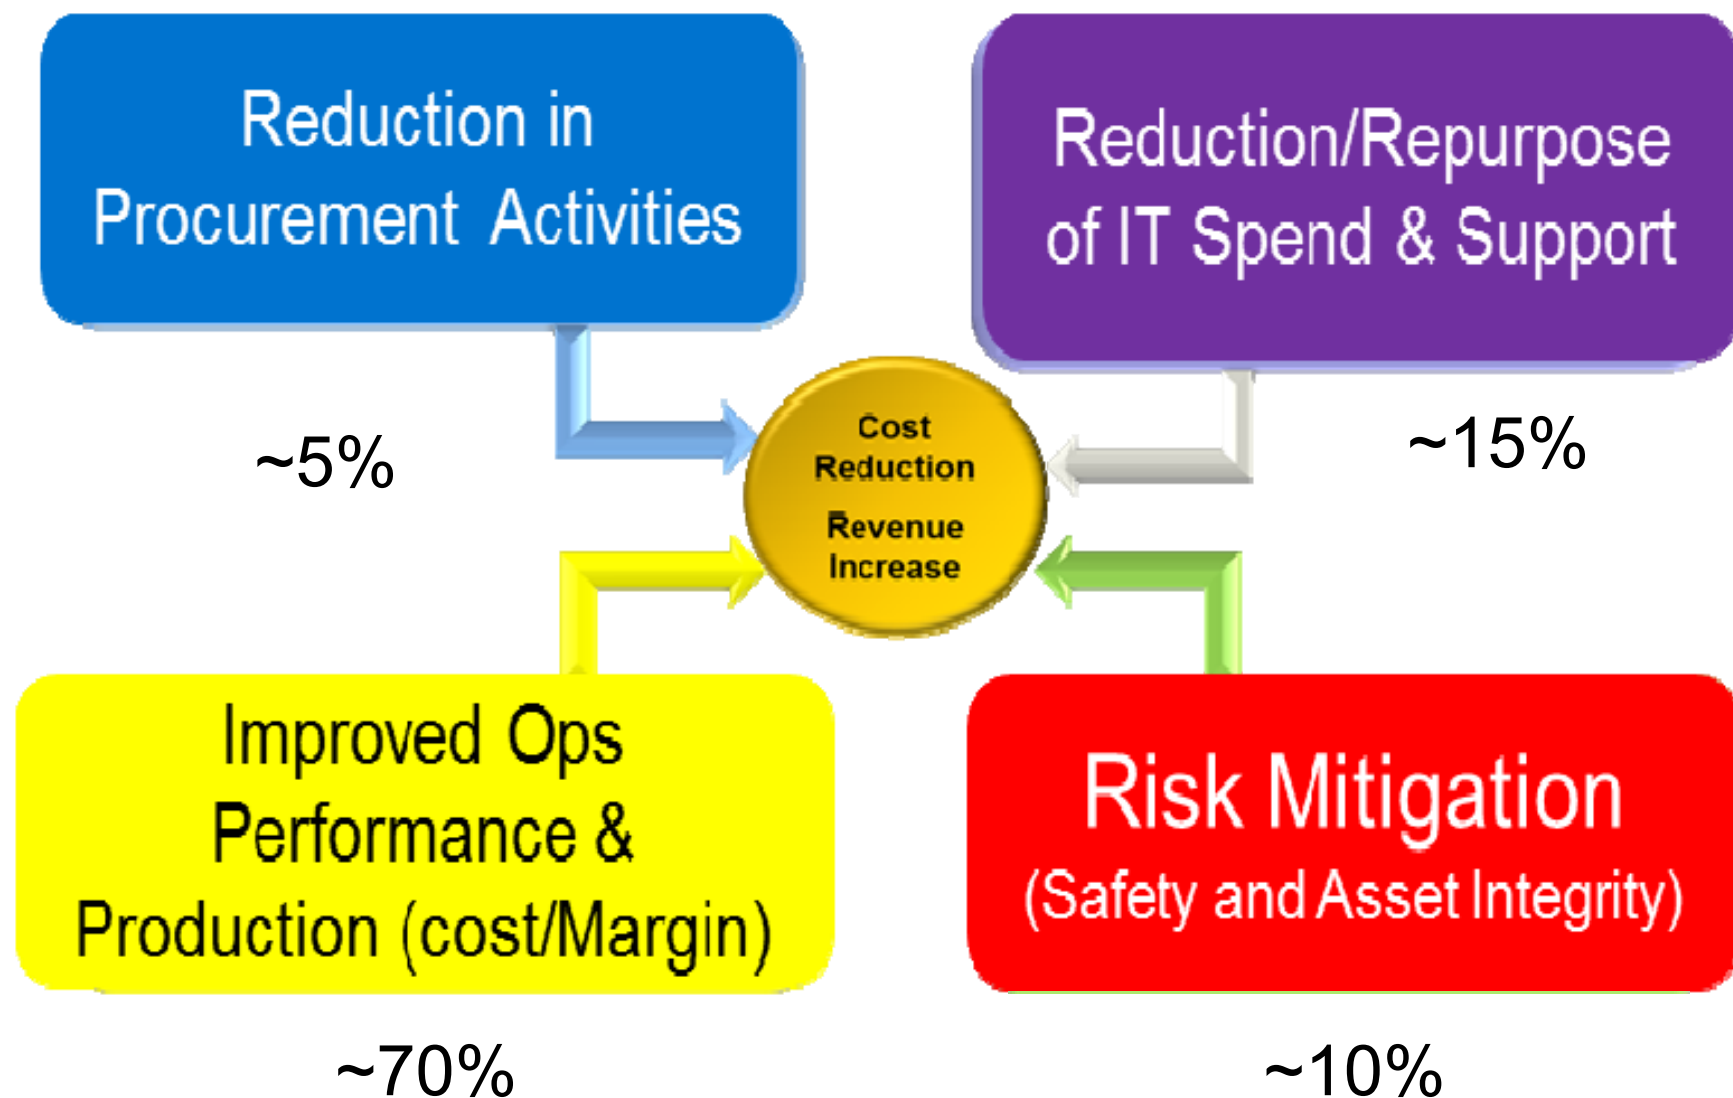 Reduction in
Procurement Activities
Reduction/Repurpose
of IT Spend & Support
~5%
Cost
Reduction
Revenue
Increase
~15%
Improved Ops
Performance &
Production (cost/Margin)
~70%
Risk Mitigation
(Safety and Asset Integrity)
~10%